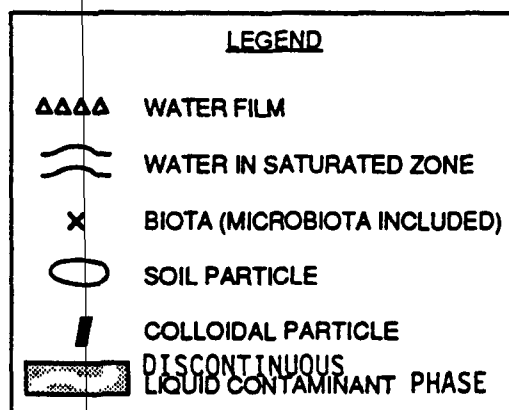 LEGEND
WATER FILM
WATER IN SATURATED ZONE
BIOTA (MICROBIOTA INCLUDED)
SOIL PARTICLE
COLLOIDAL PARTICLE
DISCONTINUOUS
LIQUID CONTAMINANT PHASE